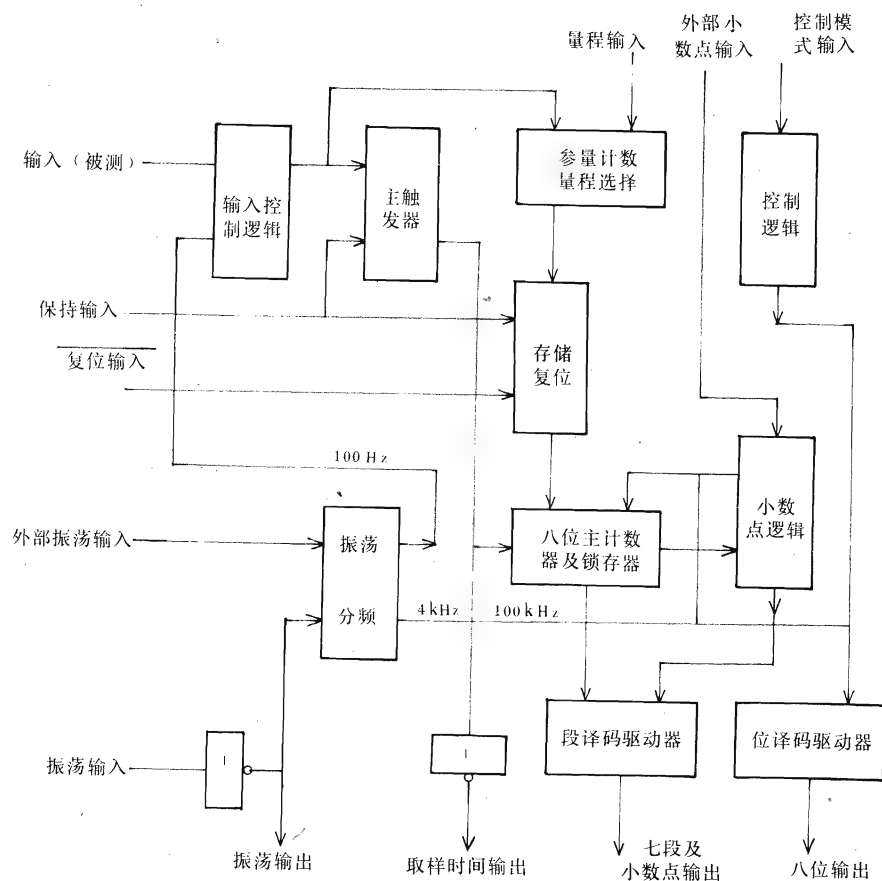 量程输入
外部小
数点输入
控制模
式输入
输入（被测）
输入控
制逻辑
主触
发器
参量计数
量程选择
控制
逻辑
保持输入
复位输入
存储
复位
100Hz
外部振荡输入
振荡
分频
八位主计数
器及锁存器
小数
点逻辑
4kHz
100kHz
振荡输入
1
1
段译码驱动器
位译码驱动器
振荡输出
取样时间输出
七段及
小数点输出
八位输出